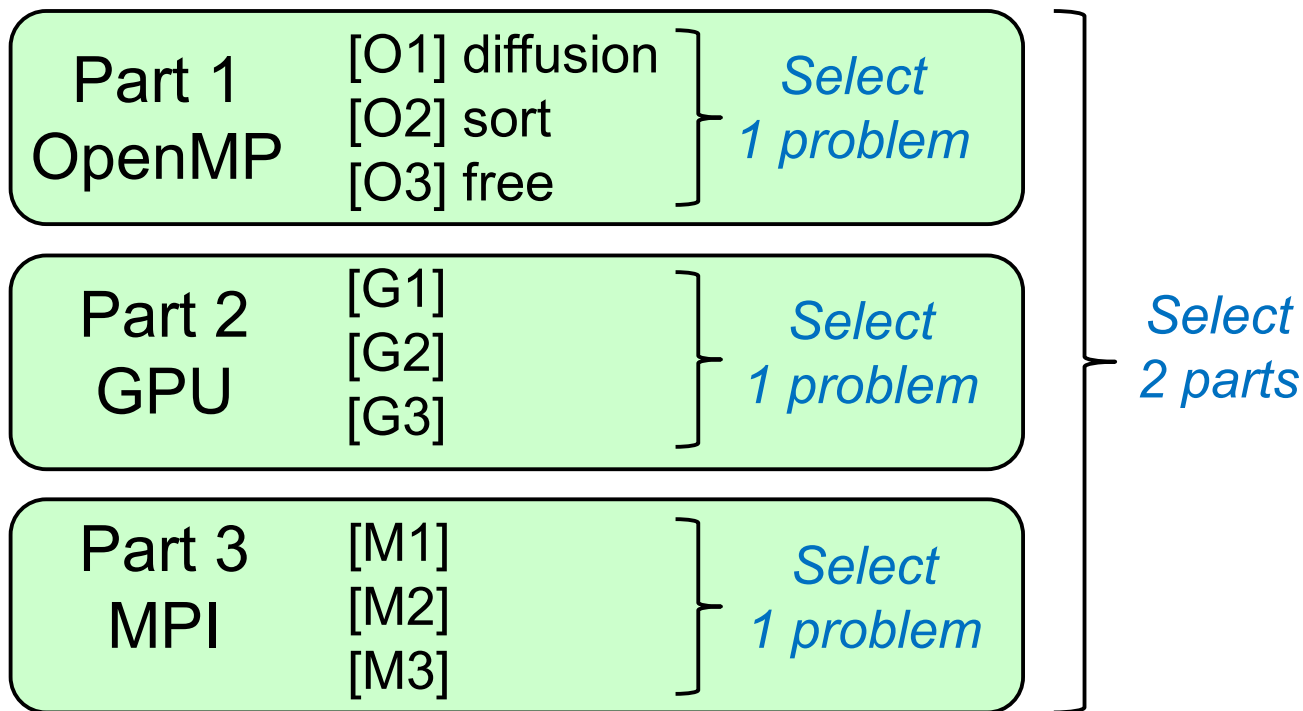 Part 1
OpenMP
[O1] diffusion
[O2] sort
[O3] free
Select
1 problem
Part 2
GPU
[G1]
[G2]
[G3]
Select
1 problem
Part 3
MPI
[M1]
[M2]
[M3]
Select
1 problem
Select
2 parts